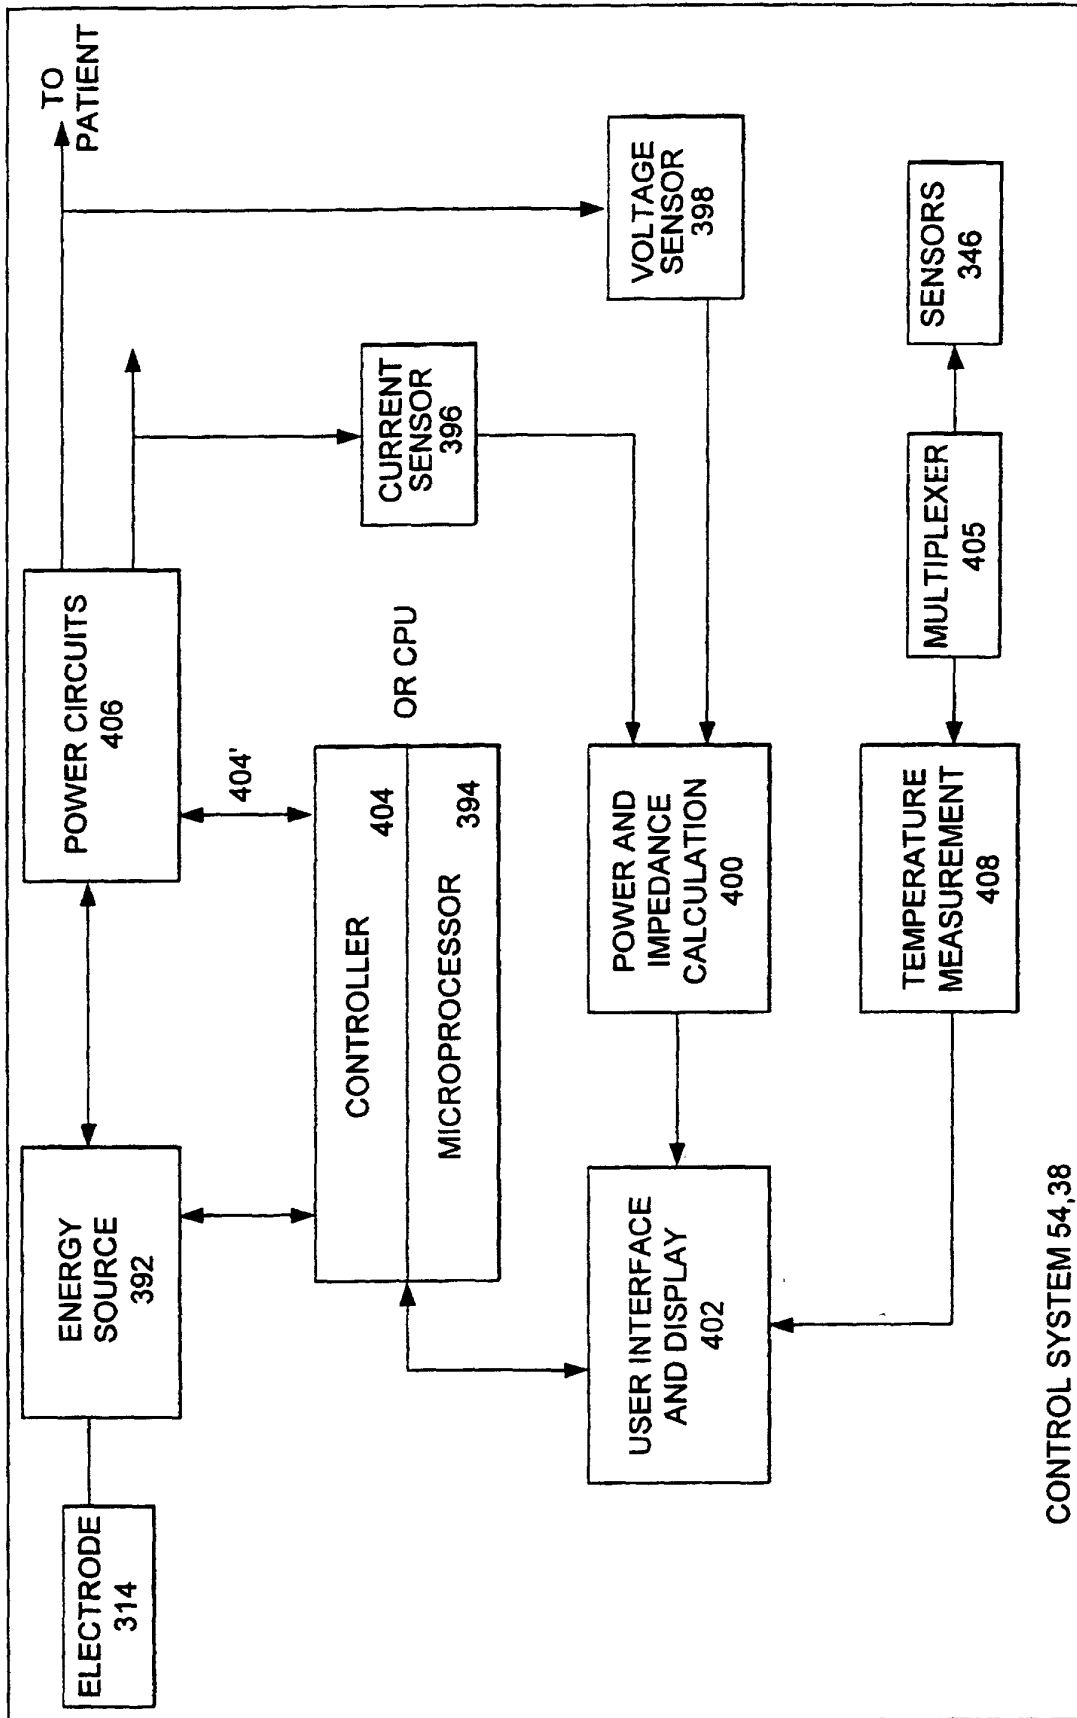 ELECTRODE
314
ENERGY
SOURCE
392
POWER CIRCUITS
406
TO
PATIENT
404'
CONTROLLER
404
MICROPROCESSOR
394
OR CPU
CURRENT
SENSOR
396
VOLTAGE
SENSOR
398
USER INTERFACE
AND DISPLAY
402
POWER AND
IMPEDANCE
CALCULATION
400
TEMPERATURE
MEASUREMENT
408
MULTIPLEXER
405
SENSORS
346
CONTROL SYSTEM 54,38